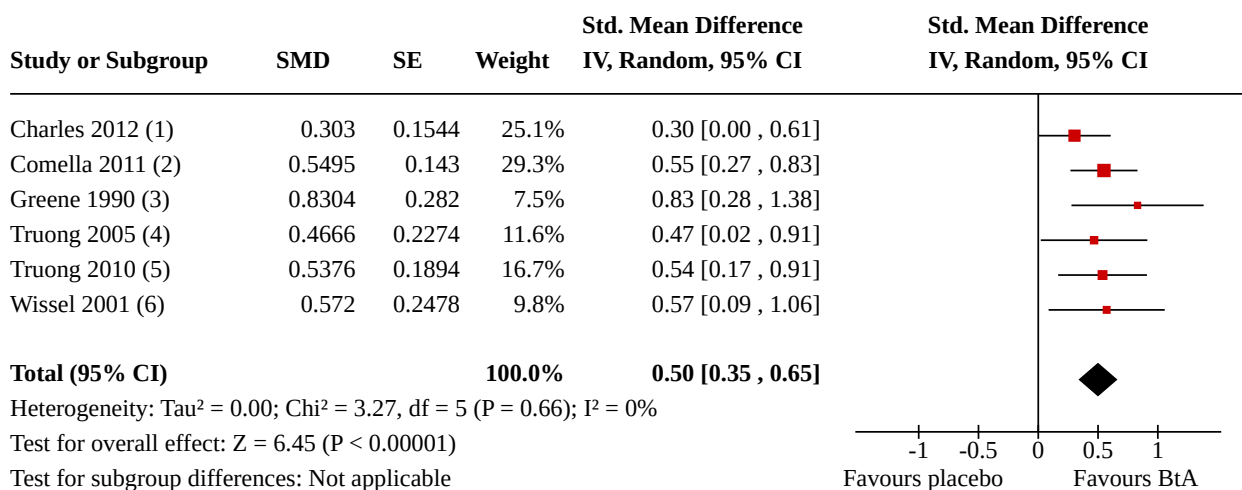 Std. Mean Difference Std. Mean Difference
Study or Subgroup SMD SE Weight IV, Random, 95% CI IV, Random, 95% CI
Charles 2012 (1) 0.303 0.1544 25.1% 0.30 [0.00 , 0.61]
Comella 2011 (2) 0.5495 0.143 29.3% 0.55 [0.27 , 0.83]
Greene 1990 (3) 0.8304 0.282 7.5% 0.83 [0.28 , 1.38]
Truong 2005 (4) 0.4666 0.2274 11.6% 0.47 [0.02 , 0.91]
Truong 2010 (5) 0.5376 0.1894 16.7% 0.54 [0.17 , 0.91]
Wissel 2001 (6) 0.572 0.2478 9.8% 0.57 [0.09 , 1.06]
Total (95% CI) 100.0% 0.50 [0.35 , 0.65]
Heterogeneity: Tau² = 0.00; Chi² = 3.27, df = 5 (P = 0.66); I² = 0%
Test for overall effect: Z = 6.45 (P < 0.00001) -1 -0.5 0 0.5 1
Test for subgroup differences: Not applicable Favours placebo Favours BtA